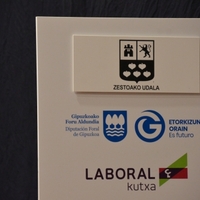 ZESTOAKO UDALA
Gipuzkoako
Foru Aldundia
Diputación Foral
de Gipuzkoa
ETORKIZUNA
ORAIN
Es futuro
LABORAL
kutxa